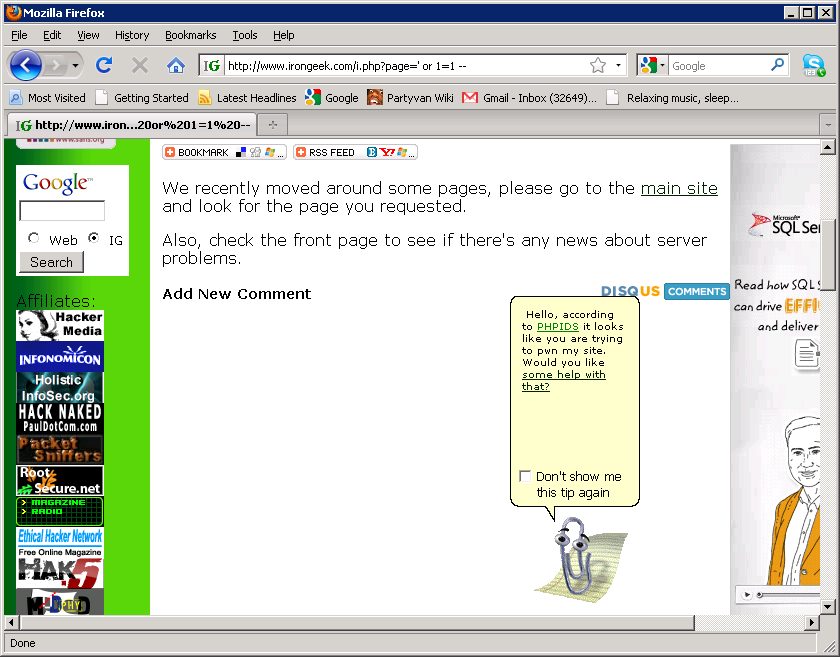 Mozilla Firefox
File Edit View History Bookmarks Tools Help
IG http://www.irongeek.com/i.php?page=' or 1=1 -- Google
Most Visited Getting Started Latest Headlines Google Partyvan Wiki Gmail - Inbox (32649)... Relaxing music, sleep...
IG http://www.iron...20or%201=1%20--
www.sans.org
BOOKMARK ... RSS FEED Y! ...
Google™
Web IG
Search
Affiliates:
Hacker
Media
INFONOMICON
Holistic
InfoSec.org
HACK NAKED
PaulDotCom.com
Packet
Sniffers
Root
Secure.net
> MAGAZINE
> RADIO
Ethical Hacker Network
Free Online Magazine
HAK5
We recently moved around some pages, please go to the main site
and look for the page you requested.
Also, check the front page to see if there's any news about server
problems.
Add New Comment
DISQUS COMMENTS
Hello, according
to PHPIDS it looks
like you are trying
to pwn my site.
Would you like
some help with
that?
Don't show me
this tip again
Microsoft®
SQL Ser
Read how SQL S
can drive EFFI
and deliver
Done